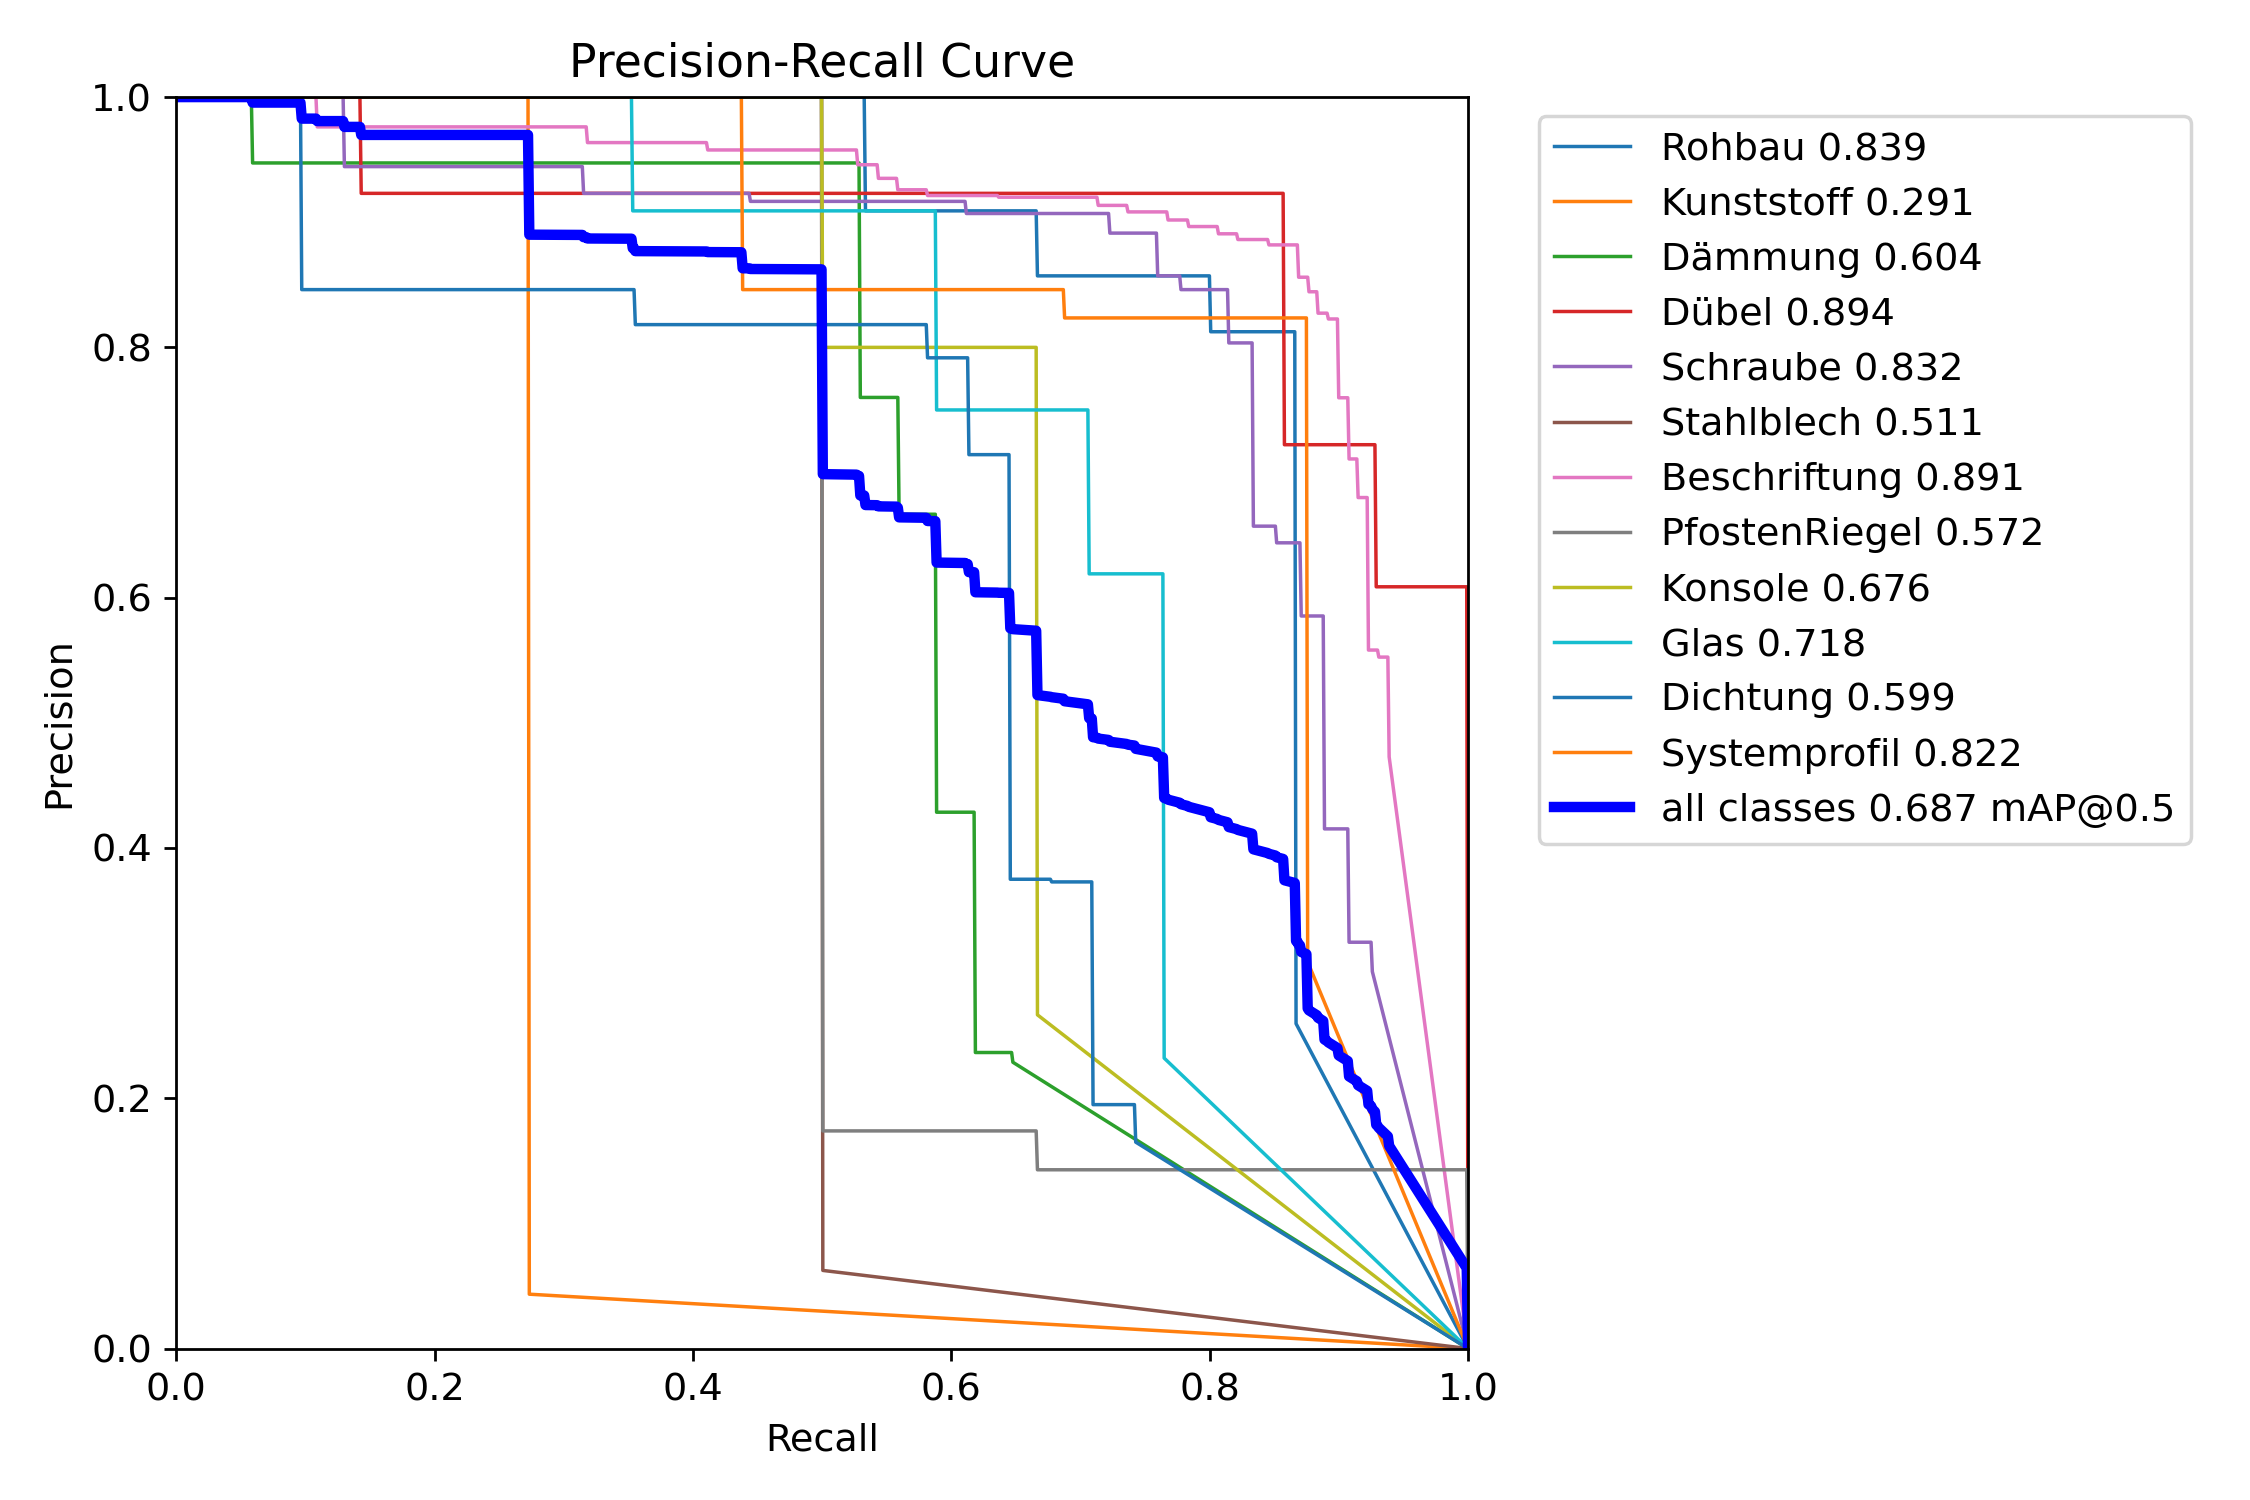 Precision-Recall Curve
1.0
0.8
0.6
0.4
0.2
0.0
Precision
0.0 0.2 0.4 0.6 0.8 1.0
Recall
Rohbau 0.839
Kunststoff 0.291
Dämmung 0.604
Dübel 0.894
Schraube 0.832
Stahlblech 0.511
Beschriftung 0.891
PfostenRiegel 0.572
Konsole 0.676
Glas 0.718
Dichtung 0.599
Systemprofil 0.822
all classes 0.687 mAP@0.5